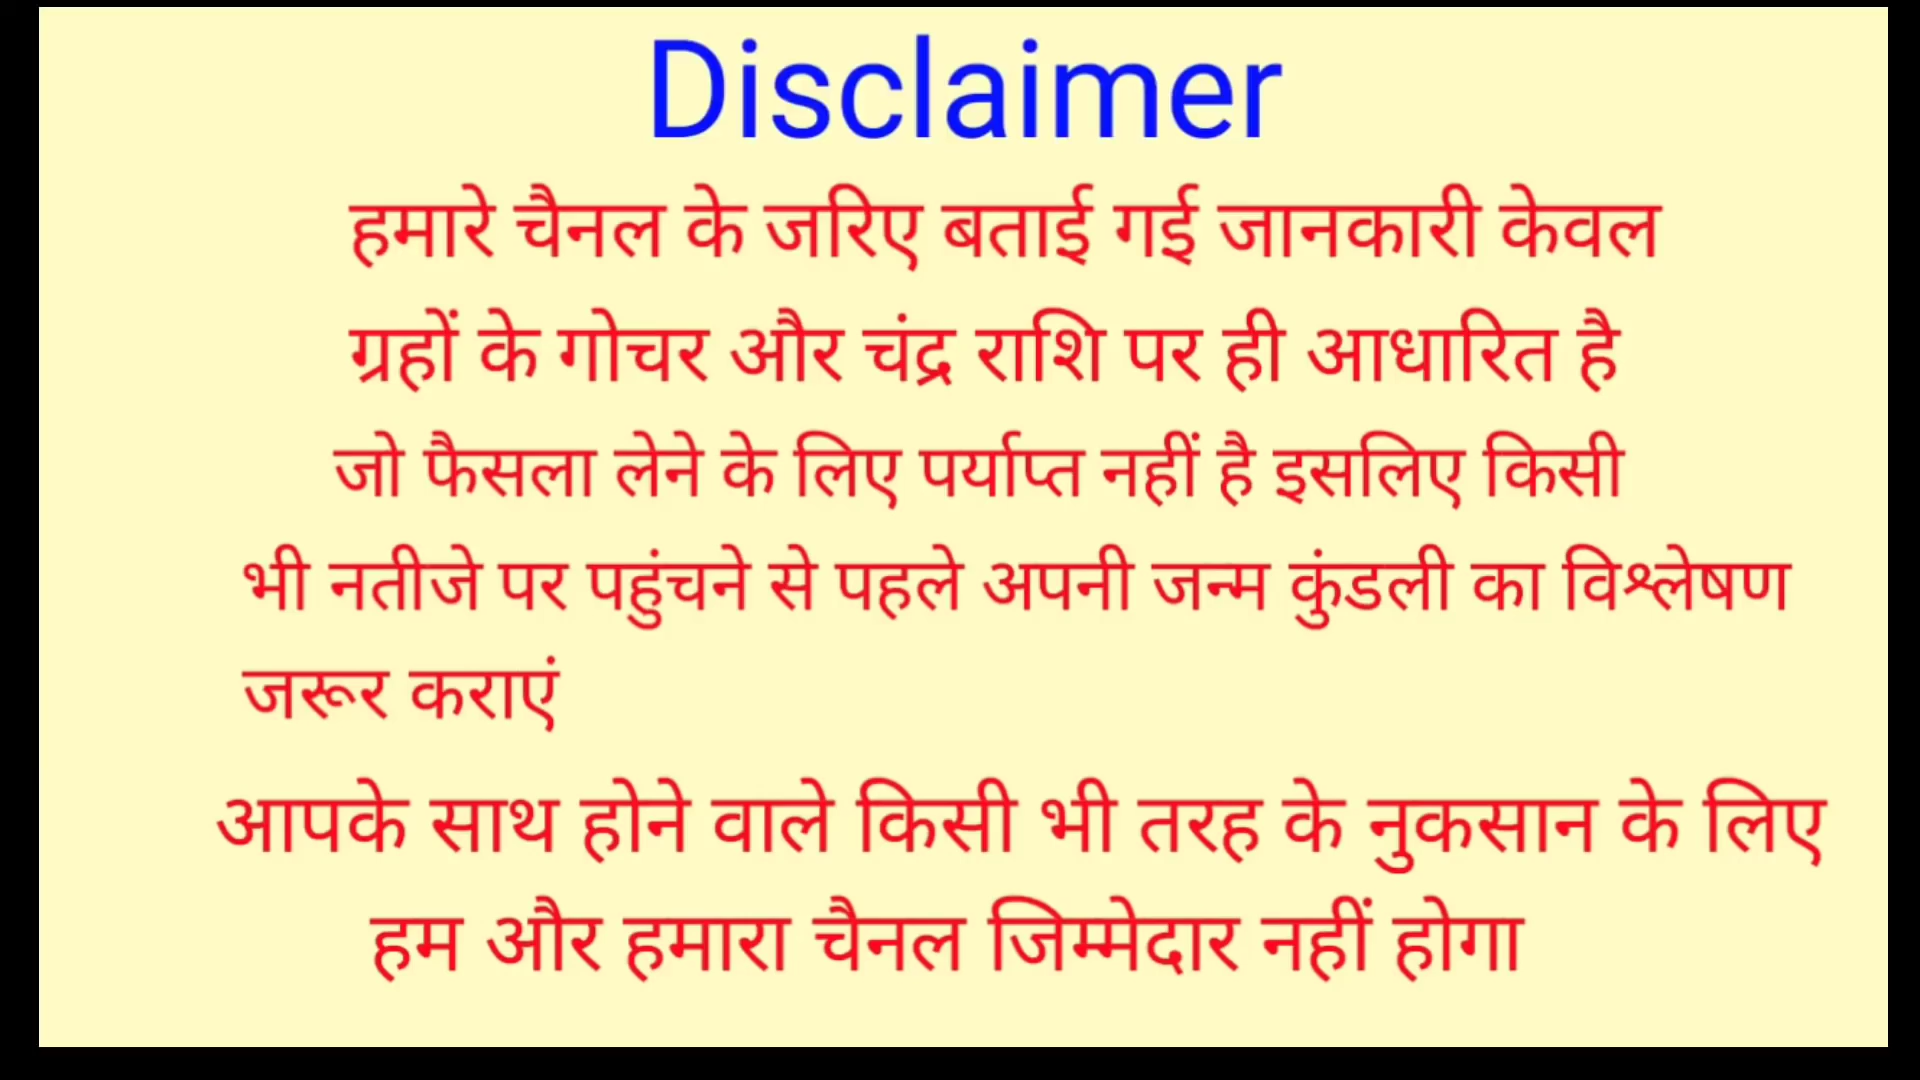 Disclaimer
हमारे चैनल के जरिए बताई गई जानकारी केवल
ग्रहों के गोचर और चंद्र राशि पर ही आधारित है
जो फैसला लेने के लिए पर्याप्त नहीं है इसलिए किसी
भी नतीजे पर पहुंचने से पहले अपनी जन्म कुंडली का विश्लेषण
जरूर कराएं
आपके साथ होने वाले किसी भी तरह के नुकसान के लिए
हम और हमारा चैनल जिम्मेदार नहीं होगा